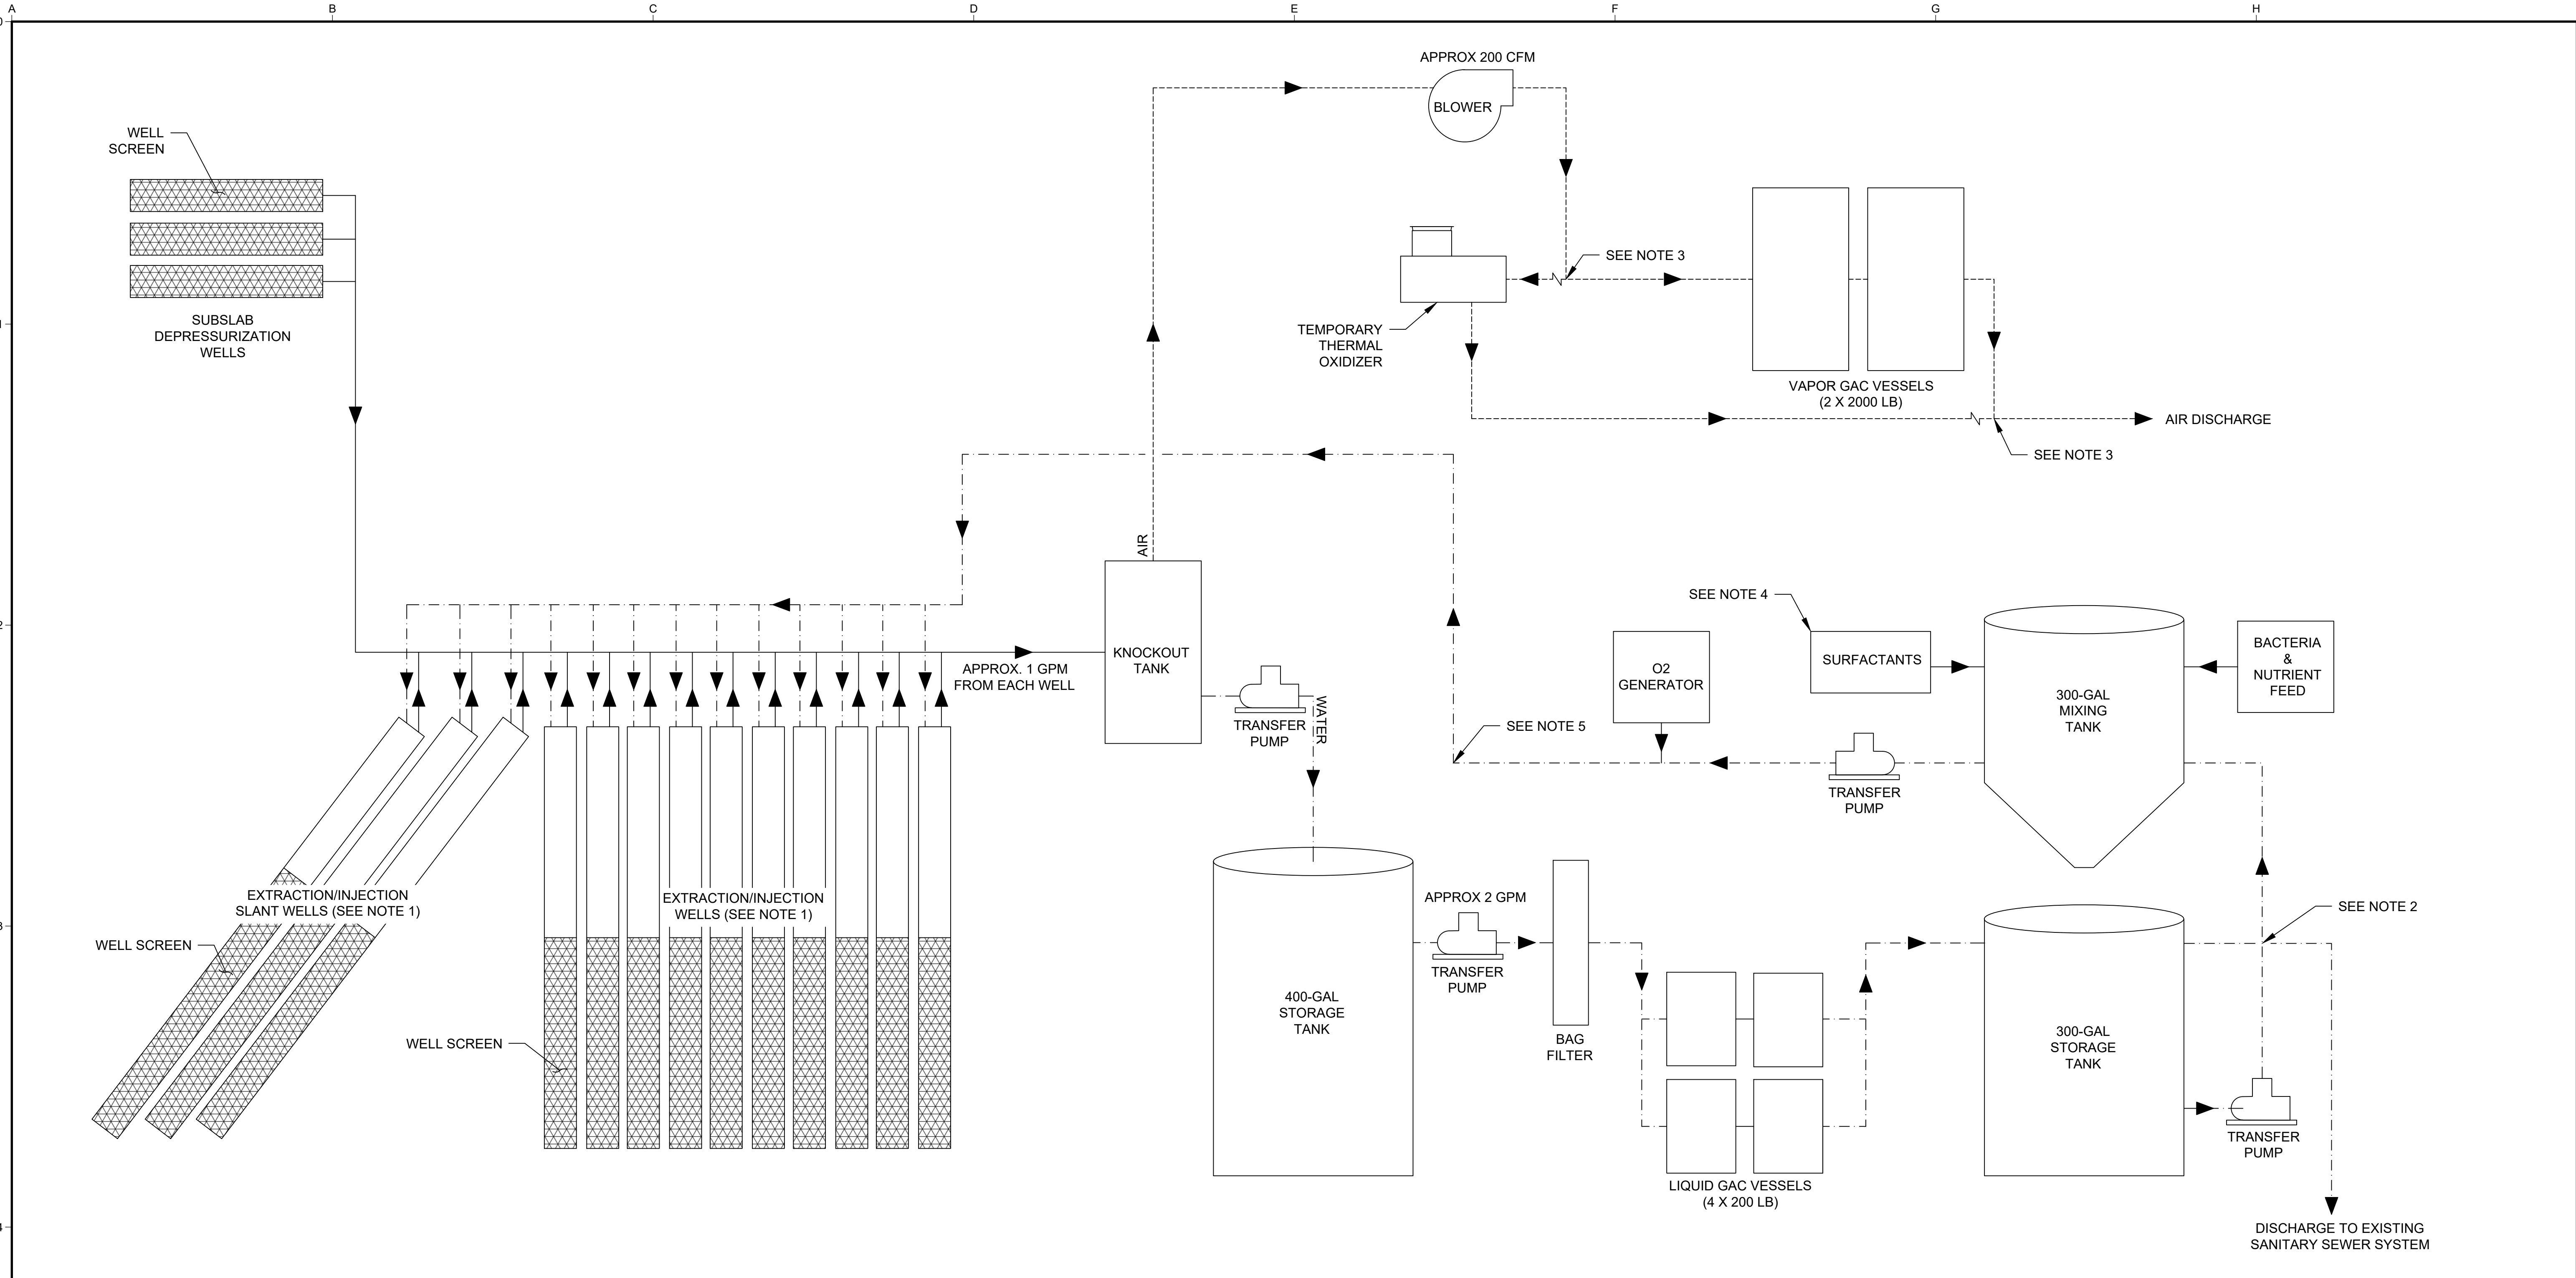 A
B
C
D
E
F
G
H
0
APPROX 200 CFM
BLOWER
WELL
SCREEN
SUBSLAB
DEPRESSURIZATION
WELLS
1
SEE NOTE 3
TEMPORARY
THERMAL
OXIDIZER
VAPOR GAC VESSELS
(2 X 2000 LB)
AIR DISCHARGE
SEE NOTE 3
AIR
KNOCKOUT
TANK
APPROX. 1 GPM
FROM EACH WELL
TRANSFER
PUMP
WATER
2
SEE NOTE 4
SURFACTANTS
O2
GENERATOR
SEE NOTE 5
300-GAL
MIXING
TANK
BACTERIA
&
NUTRIENT
FEED
TRANSFER
PUMP
EXTRACTION/INJECTION
SLANT WELLS (SEE NOTE 1)
EXTRACTION/INJECTION
WELLS (SEE NOTE 1)
3
WELL SCREEN
WELL SCREEN
400-GAL
STORAGE
TANK
APPROX 2 GPM
TRANSFER
PUMP
BAG
FILTER
LIQUID GAC VESSELS
(4 X 200 LB)
300-GAL
STORAGE
TANK
SEE NOTE 2
TRANSFER
PUMP
4
DISCHARGE TO EXISTING
SANITARY SEWER SYSTEM